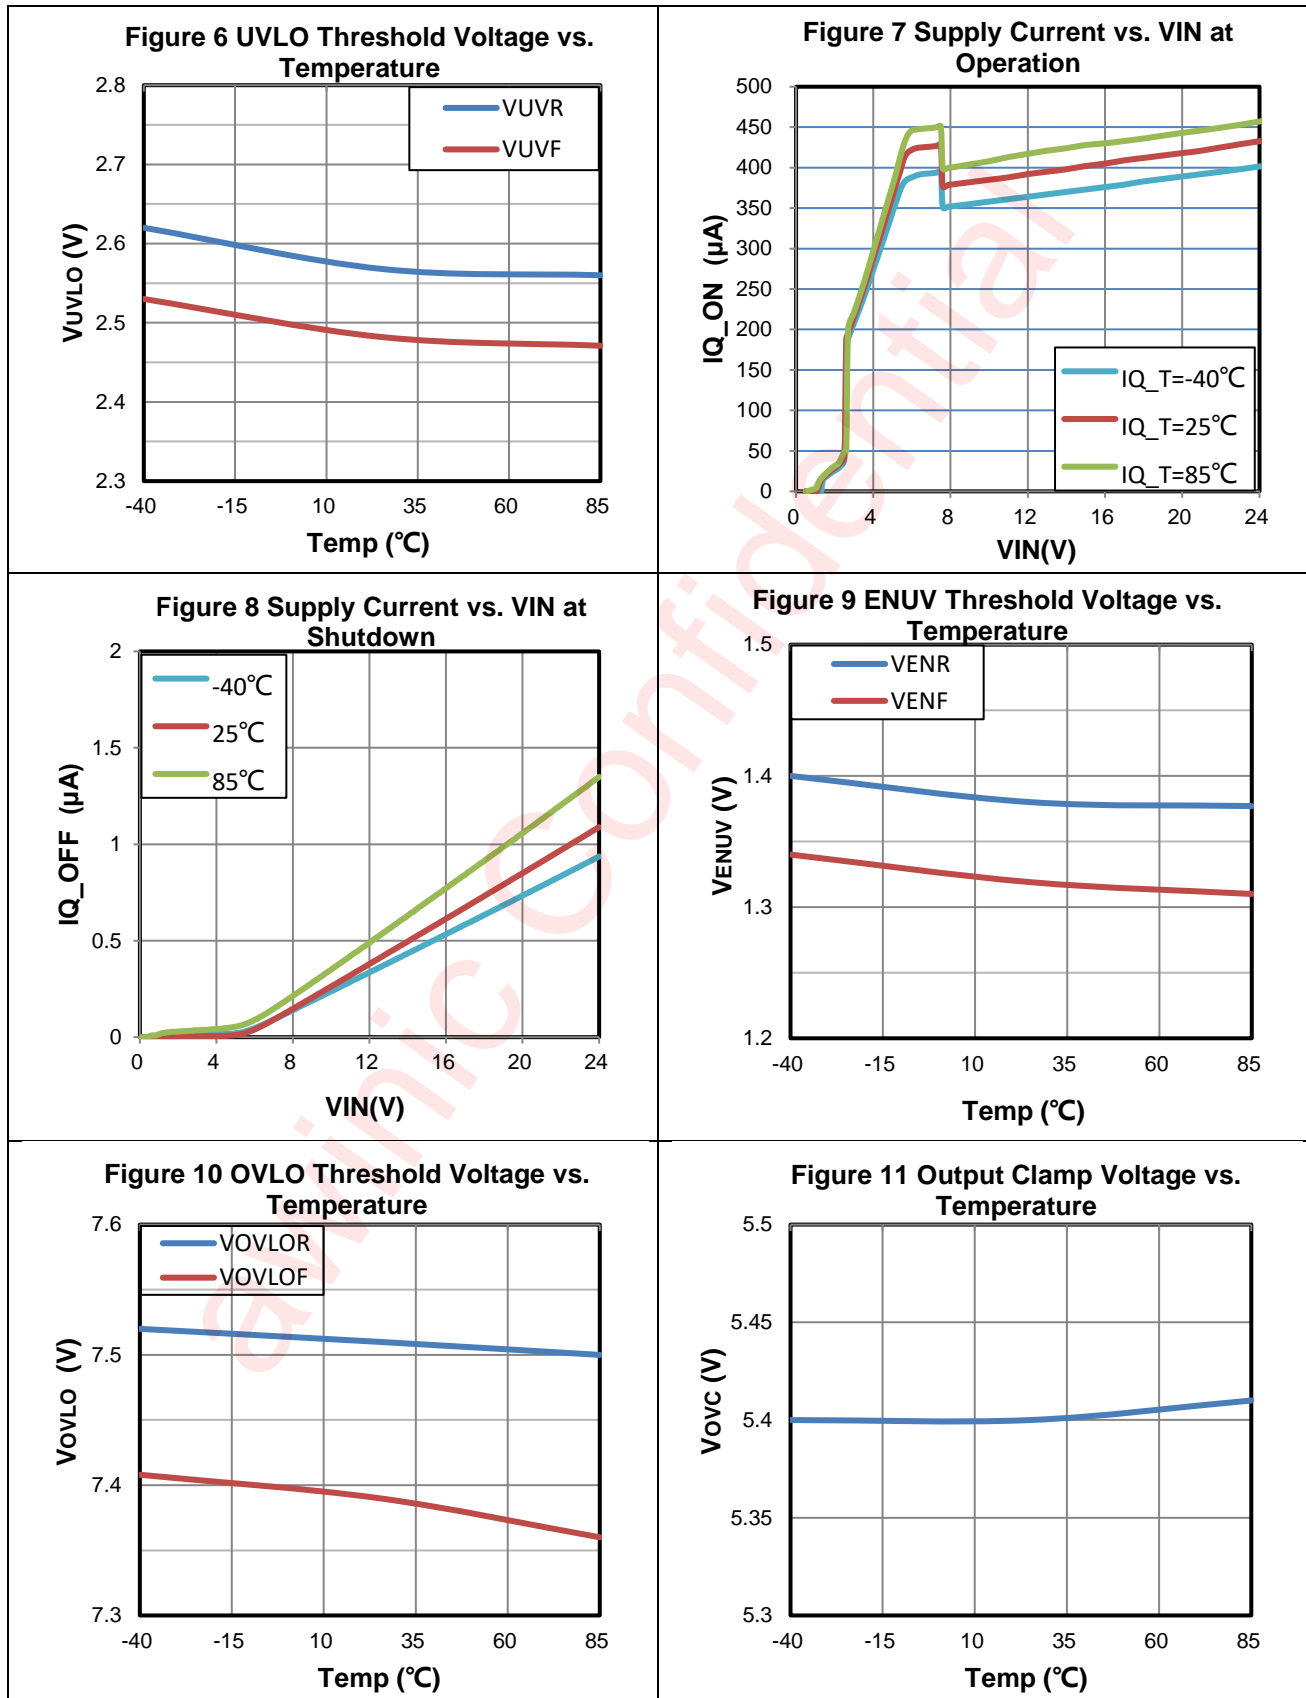 Figure 6 UVLO Threshold Voltage vs.
Temperature
2.8
2.7
2.6
2.5
2.4
2.3
VUVLO (V)
VUVR
VUVF
-40 -15 10 35 60 85
Temp (℃)
Figure 7 Supply Current vs. VIN at
Operation
500
450
400
350
300
250
200
150
100
50
0
IQ_ON (μA)
IQ_T=-40℃
IQ_T=25℃
IQ_T=85℃
0 4 8 12 16 20 24
VIN(V)
Figure 8 Supply Current vs. VIN at
Shutdown
2
1.5
1
0.5
0
IQ_OFF (μA)
-40℃
25℃
85℃
0 4 8 12 16 20 24
VIN(V)
Figure 9 ENUV Threshold Voltage vs.
Temperature
1.5
1.4
1.3
1.2
VENUV (V)
VENR
VENF
-40 -15 10 35 60 85
Temp (℃)
Figure 10 OVLO Threshold Voltage vs.
Temperature
7.6
7.5
7.4
7.3
VOVLO (V)
VOVLOR
VOVLOF
-40 -15 10 35 60 85
Temp (℃)
Figure 11 Output Clamp Voltage vs.
Temperature
5.5
5.45
5.4
5.35
5.3
VOVC (V)
-40 -15 10 35 60 85
Temp (℃)
awinic Confidential